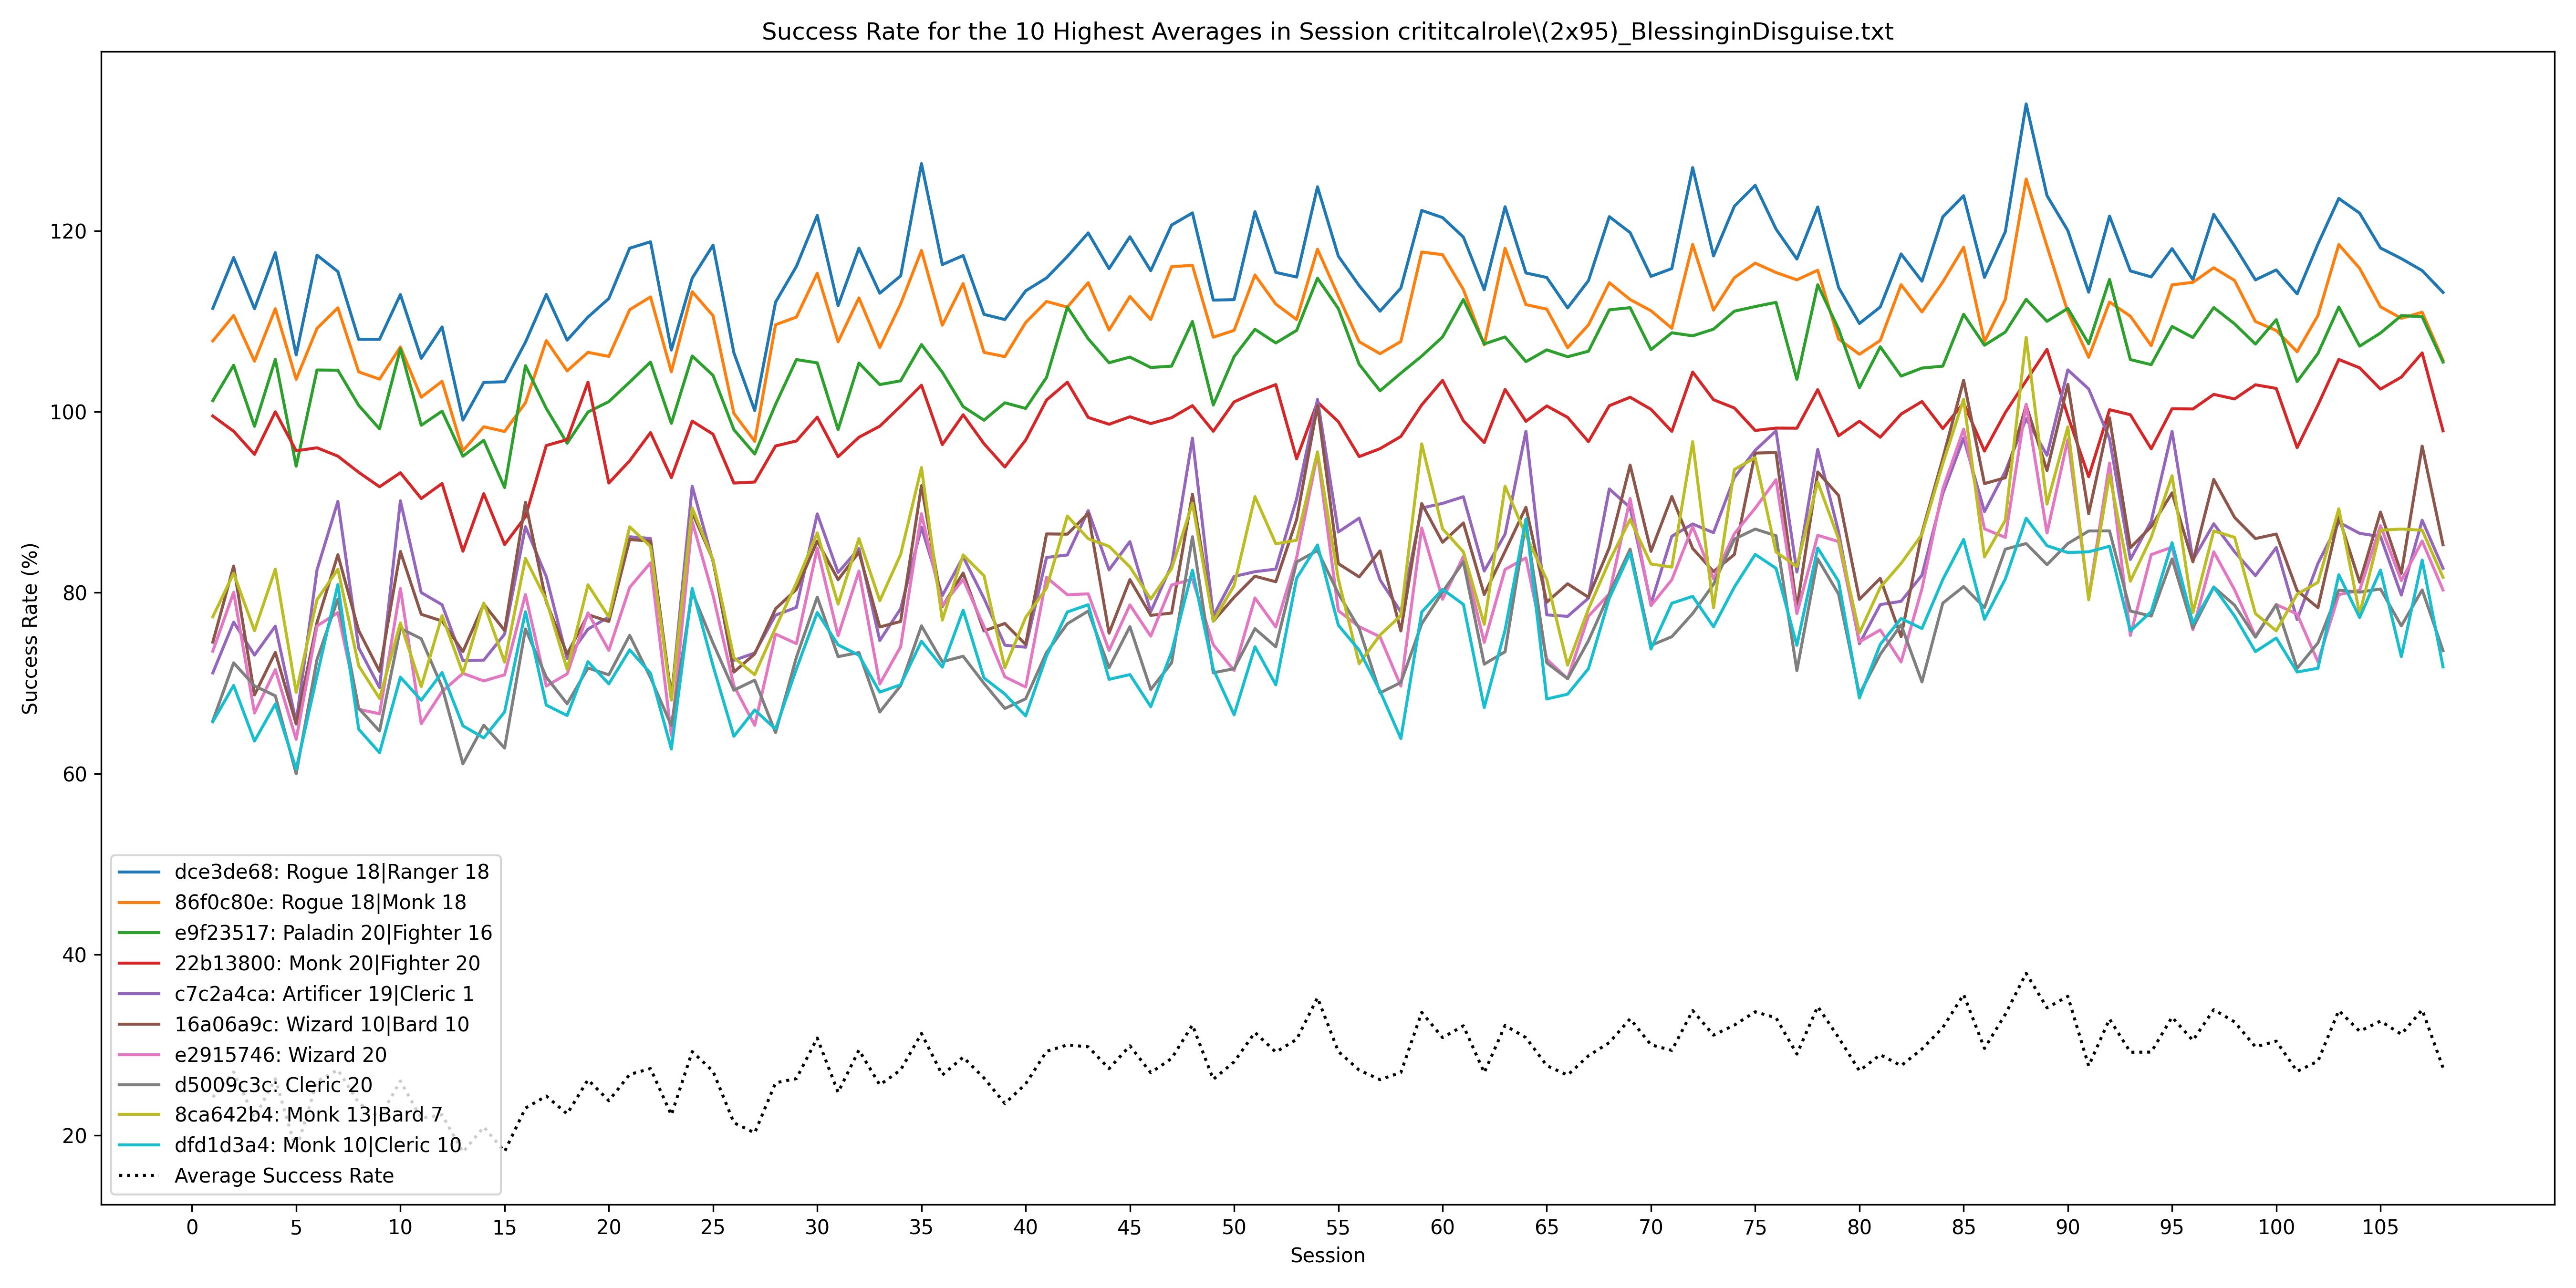 Success Rate for the 10 Highest Averages in Session crititcalrole\(2x95)_BlessinginDisguise.txt
Success Rate (%)
120
100
80
60
40
20
dce3de68: Rogue 18|Ranger 18
86f0c80e: Rogue 18|Monk 18
e9f23517: Paladin 20|Fighter 16
22b13800: Monk 20|Fighter 20
c7c2a4ca: Artificer 19|Cleric 1
16a06a9c: Wizard 10|Bard 10
e2915746: Wizard 20
d5009c3c: Cleric 20
8ca642b4: Monk 13|Bard 7
dfd1d3a4: Monk 10|Cleric 10
Average Success Rate
0 5 10 15 20 25 30 35 40 45 50 55 60 65 70 75 80 85 90 95 100 105
Session